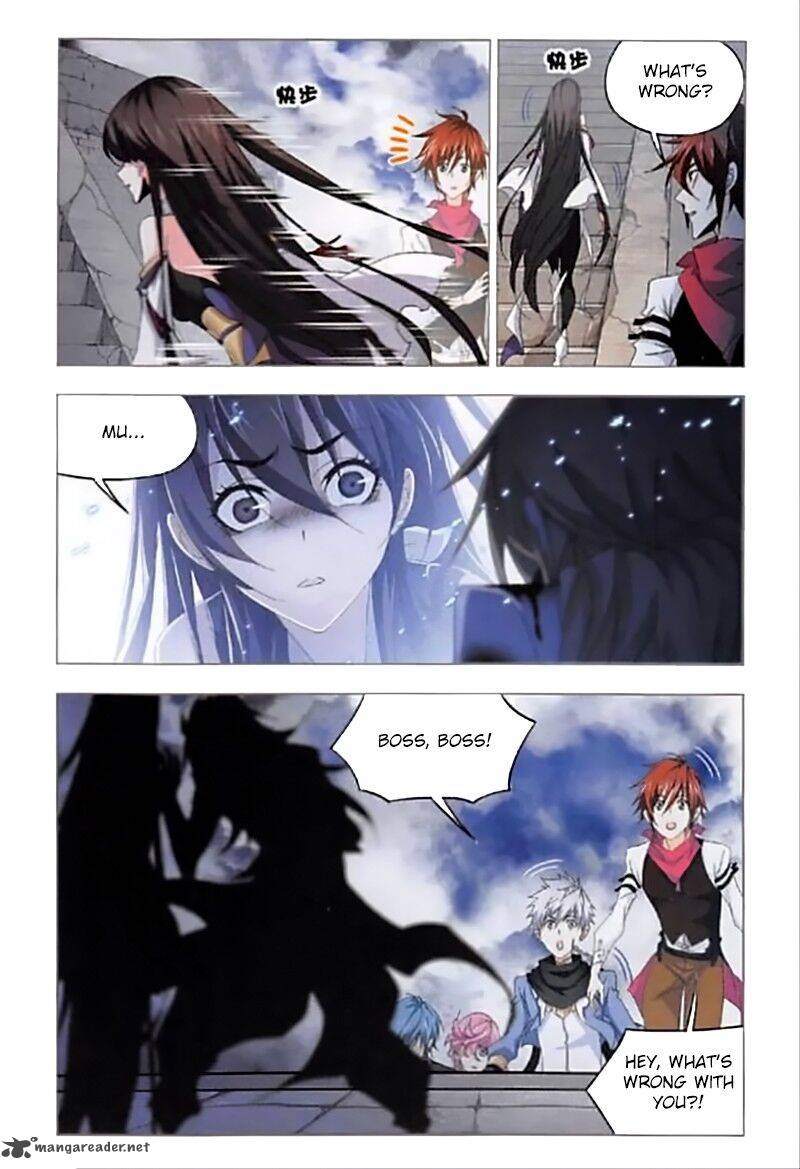 快步
快步
WHAT'S
WRONG?
MU...
BOSS, BOSS!
HEY, WHAT'S
WRONG WITH
YOU?!
mangareader.net